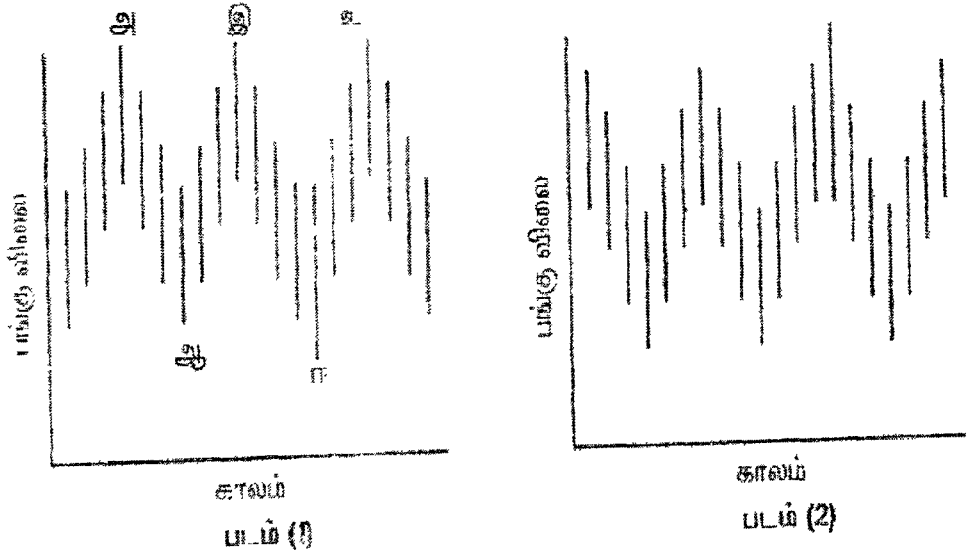 அ இ உ
பங்கு விலை
ஆ ஈ
காலம்
படம் (1)
பங்கு விலை
காலம்
படம் (2)